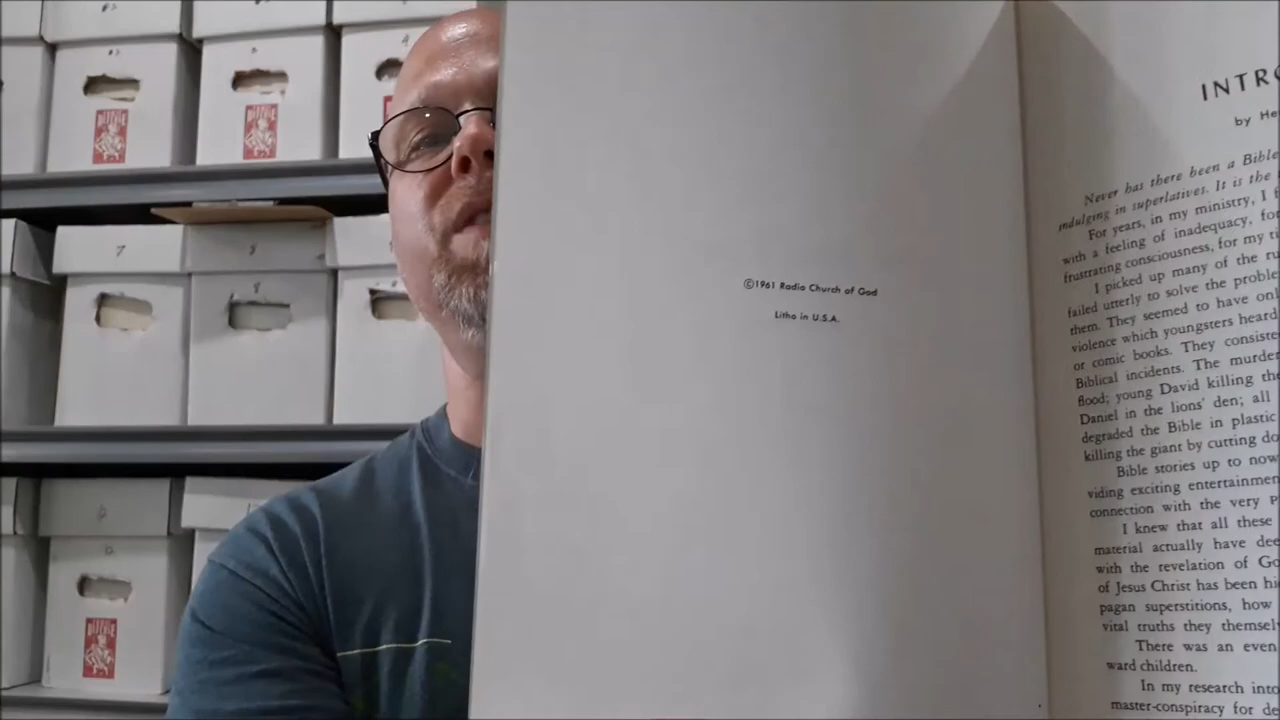 7
8
8
©1961 Radio Church of God
Litho in U.S.A.
INTRO
by He
Never has there been a Bible
indulging in superlatives. It is the
For years, in my ministry, I
with a feeling of inadequacy, for
frustrating consciousness, for my ti
I picked up many of the ru
failed utterly to solve the proble
them. They seemed to have onl
violence which youngsters heard
or comic books. They consiste
Biblical incidents. The murder
flood; young David killing the
Daniel in the lions' den; all
degraded the Bible in plastic
killing the giant by cutting do
Bible stories up to now
viding exciting entertainmen
connection with the very p
I knew that all these
material actually have dee
with the revelation of Go
of Jesus Christ has been hi
pagan superstitions, how
vital truths they themsel
There was an even
ward children.
In my research into
master-conspiracy for de